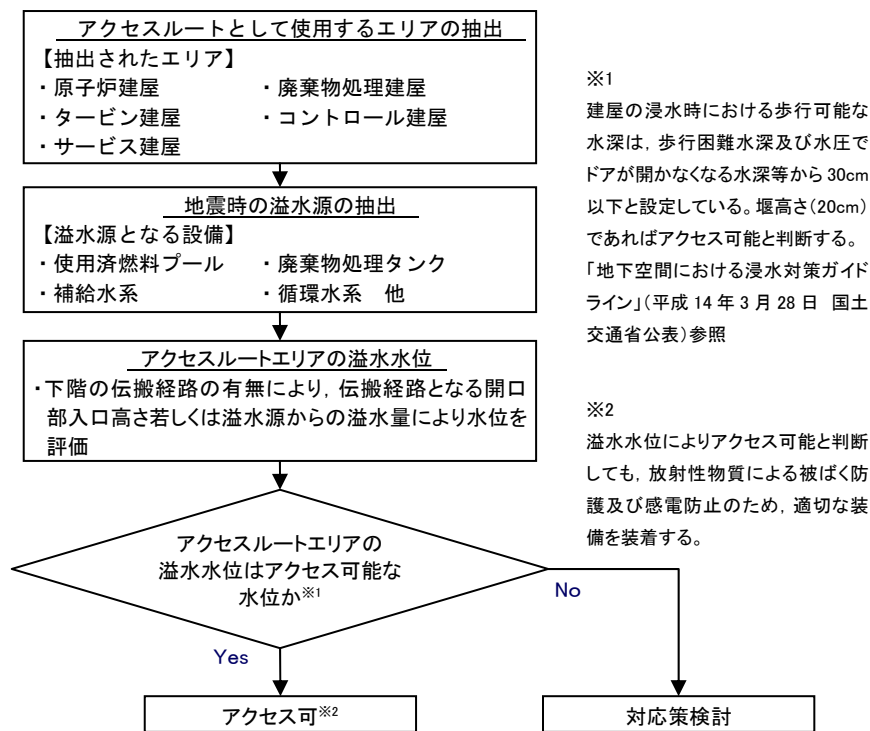 アクセスルートとして使用するエリアの抽出
【抽出されたエリア】
・原子炉建屋 ・廃棄物処理建屋
・タービン建屋 ・コントロール建屋
・サービス建屋
地震時の溢水源の抽出
【溢水源となる設備】
・使用済燃料プール ・廃棄物処理タンク
・補給水系 ・循環水系 他
アクセスルートエリアの溢水水位
・下階の伝搬経路の有無により，伝搬経路となる開口
部入口高さ若しくは溢水源からの溢水量により水位を
評価
アクセスルートエリアの
溢水水位はアクセス可能な
水位か※1
No
Yes
アクセス可※2
対応策検討
※1
建屋の浸水時における歩行可能な
水深は，歩行困難水深及び水圧で
ドアが開かなくなる水深等から 30cm
以下と設定している。堰高さ（20cm）
であればアクセス可能と判断する。
「地下空間における浸水対策ガイド
ライン」（平成 14 年 3 月 28 日 国土
交通省公表）参照
※2
溢水水位によりアクセス可能と判断
しても，放射性物質による被ばく防
護及び感電防止のため，適切な装
備を装着する。